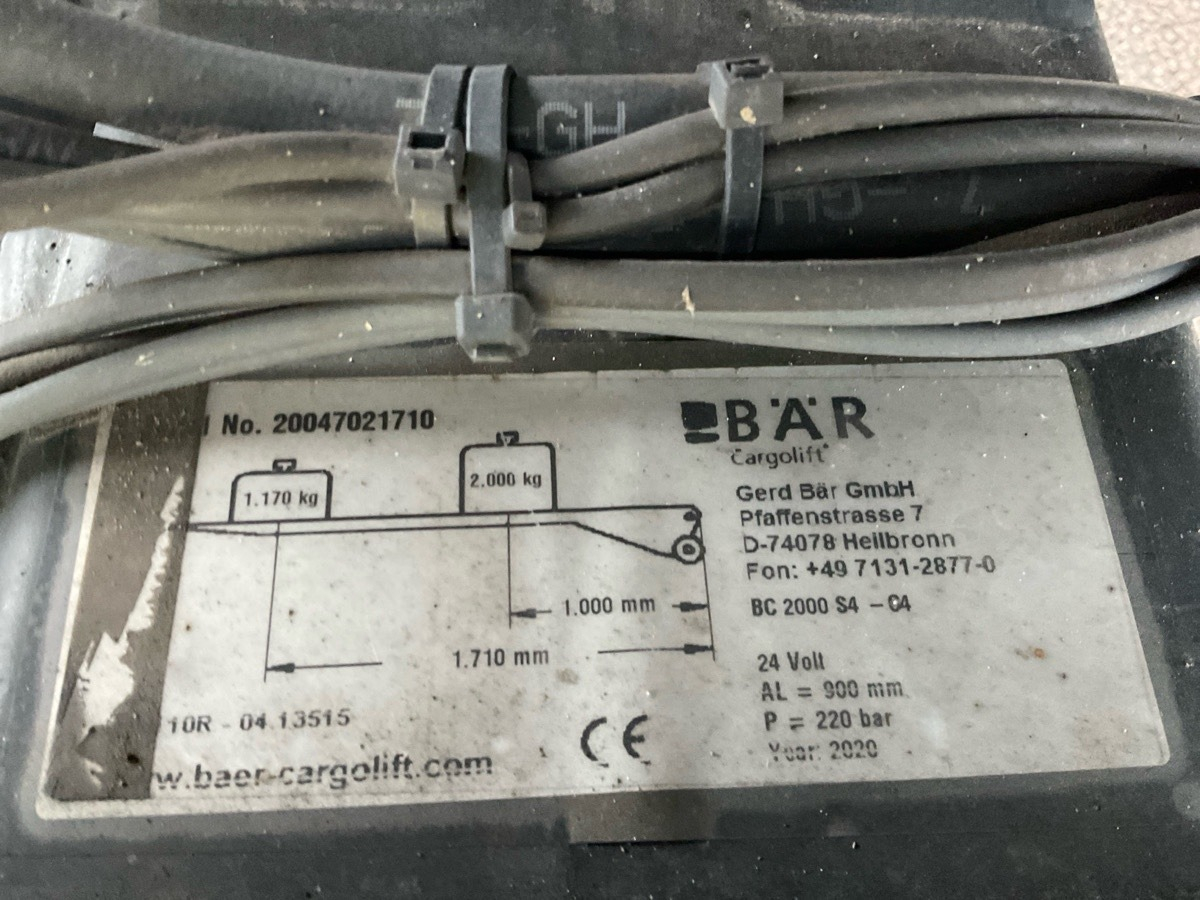 -GH
No. 20047021710
BÄR
Cargolift
1.170 kg
2.000 kg
Gerd Bär GmbH
Pfaffenstrasse 7
D-74078 Heilbronn
Fon: +49 7131-2877-0
1.000 mm
BC 2000 S4 - C4
1.710 mm
24 Volt
AL = 900 mm
P = 220 bar
Year: 2020
10R - 04 13515
CE
w.baer-cargolift.com